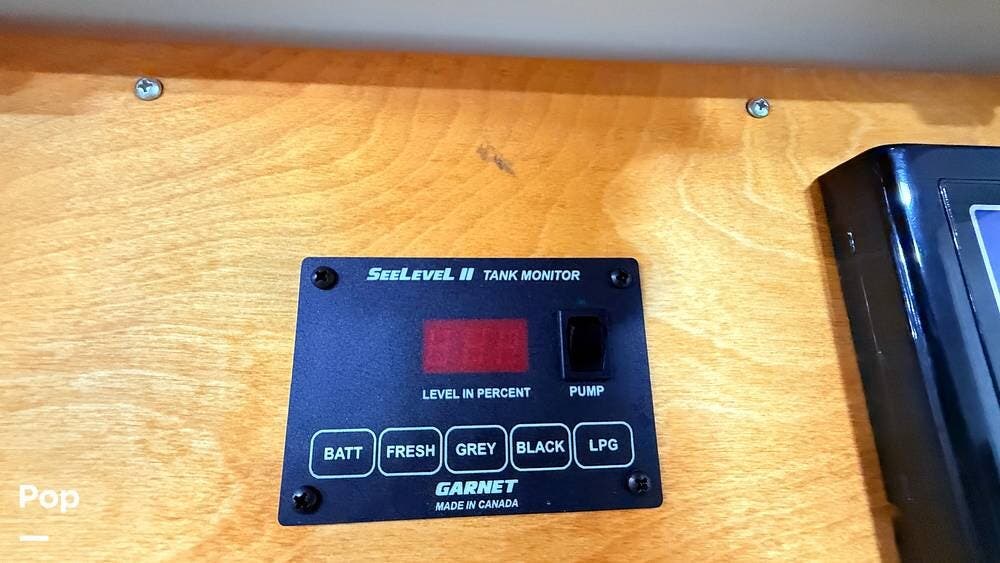 SeeLeveL II TANK MONITOR
LEVEL IN PERCENT
PUMP
BATT FRESH GREY BLACK LPG
GARNET
MADE IN CANADA
Pop